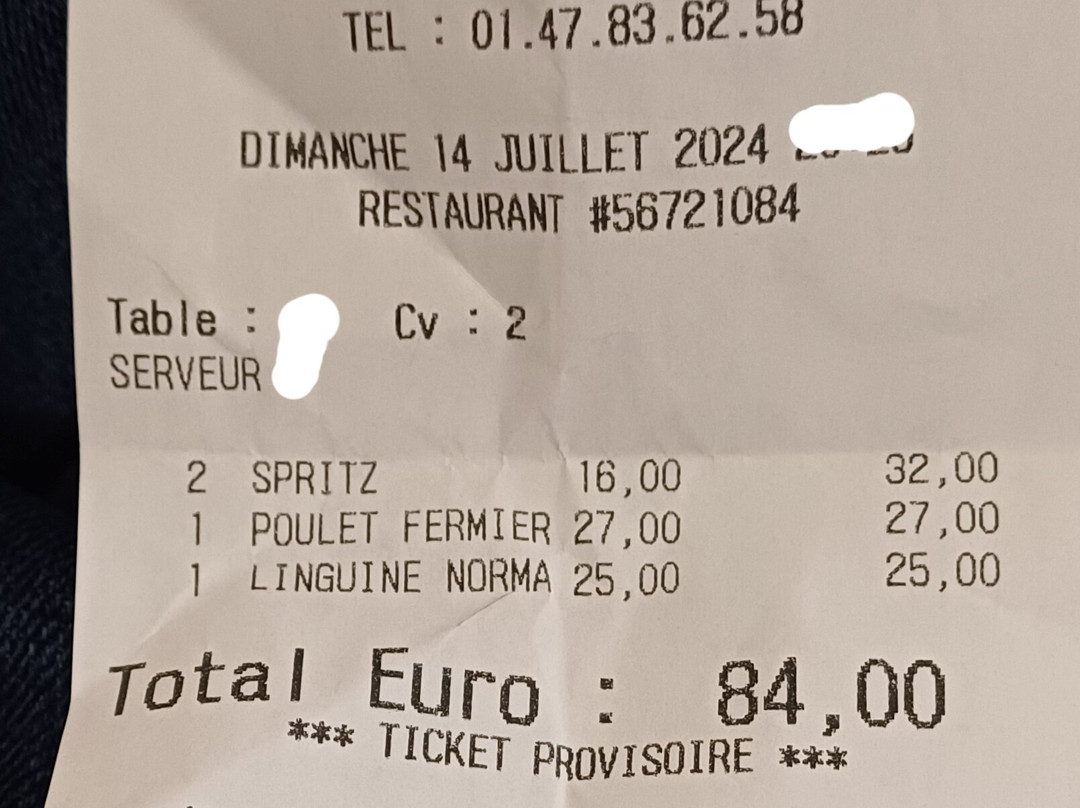 TEL : 01.47.83.62.58
DIMANCHE 14 JUILLET 2024
RESTAURANT #56721084
Table : Cv : 2
SERVEUR
2 SPRITZ 16,00 32,00
1 POULET FERMIER 27,00 27,00
1 LINGUINE NORMA 25,00 25,00
Total Euro : 84,00
*** TICKET PROVISOIRE ***